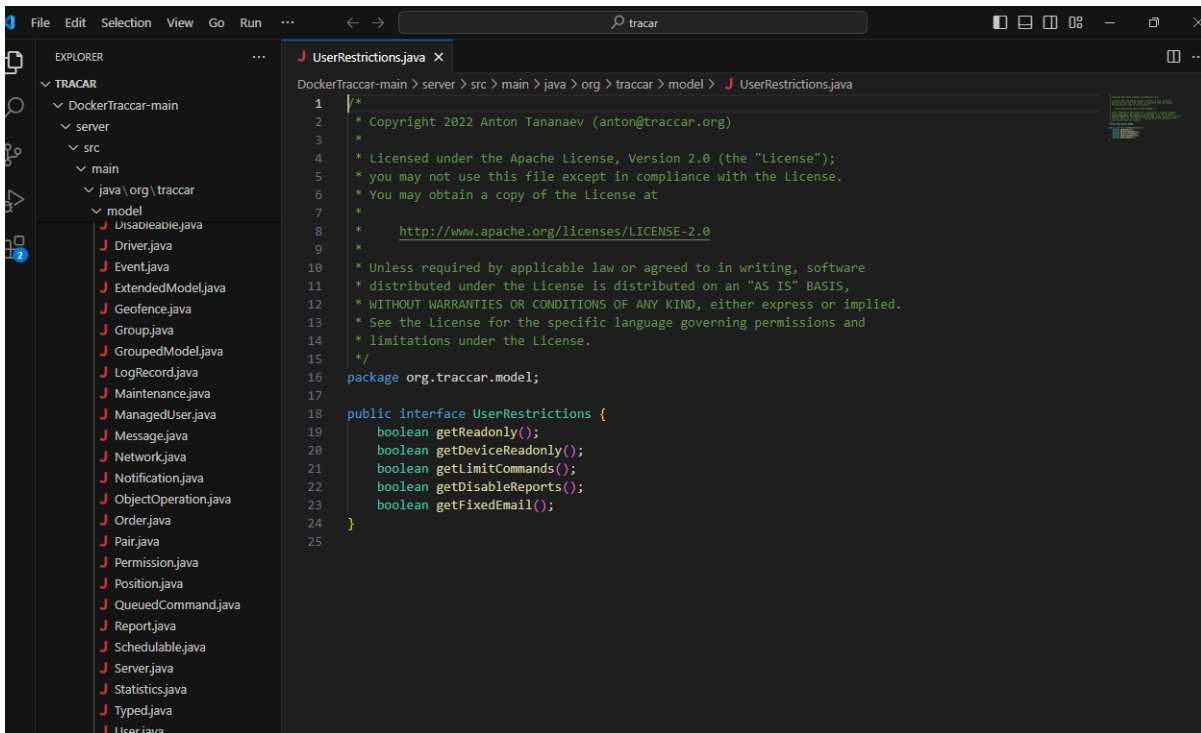 File Edit Selection View Go Run ···
tracar
EXPLORER ···
TRACAR
DockerTraccar-main
server
src
main
java\org\traccar
model
Disableable.java
Driver.java
Event.java
ExtendedModel.java
Geofence.java
Group.java
GroupedModel.java
LogRecord.java
Maintenance.java
ManagedUser.java
Message.java
Network.java
Notification.java
ObjectOperation.java
Order.java
Pair.java
Permission.java
Position.java
QueuedCommand.java
Report.java
Schedulable.java
Server.java
Statistics.java
Typed.java
User.java
2
J UserRestrictions.java ×
DockerTraccar-main > server > src > main > java > org > traccar > model > J UserRestrictions.java
1 /*
2 * Copyright 2022 Anton Tananaev (anton@traccar.org)
3 *
4 * Licensed under the Apache License, Version 2.0 (the "License");
5 * you may not use this file except in compliance with the License.
6 * You may obtain a copy of the License at
7 *
8 * http://www.apache.org/licenses/LICENSE-2.0
9 *
10 * Unless required by applicable law or agreed to in writing, software
11 * distributed under the License is distributed on an "AS IS" BASIS,
12 * WITHOUT WARRANTIES OR CONDITIONS OF ANY KIND, either express or implied.
13 * See the License for the specific language governing permissions and
14 * limitations under the License.
15 */
16 package org.traccar.model;
17
18 public interface UserRestrictions {
19 boolean getReadonly();
20 boolean getDeviceReadonly();
21 boolean getLimitCommands();
22 boolean getDisableReports();
23 boolean getFixedEmail();
24 }
25